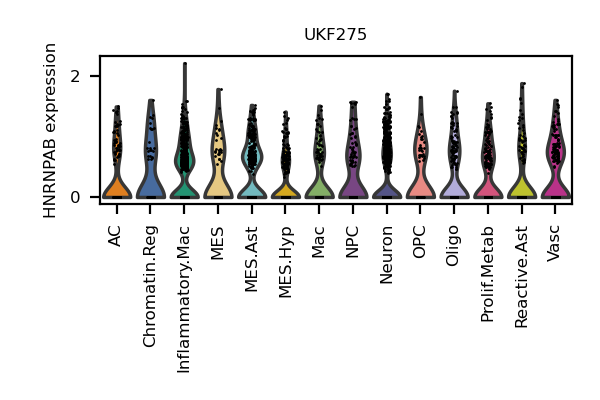 UKF275
HNRNPAB expression
2
0
AC
Chromatin.Reg
Inflammatory.Mac
MES
MES.Ast
MES.Hyp
Mac
NPC
Neuron
OPC
Oligo
Prolif.Metab
Reactive.Ast
Vasc